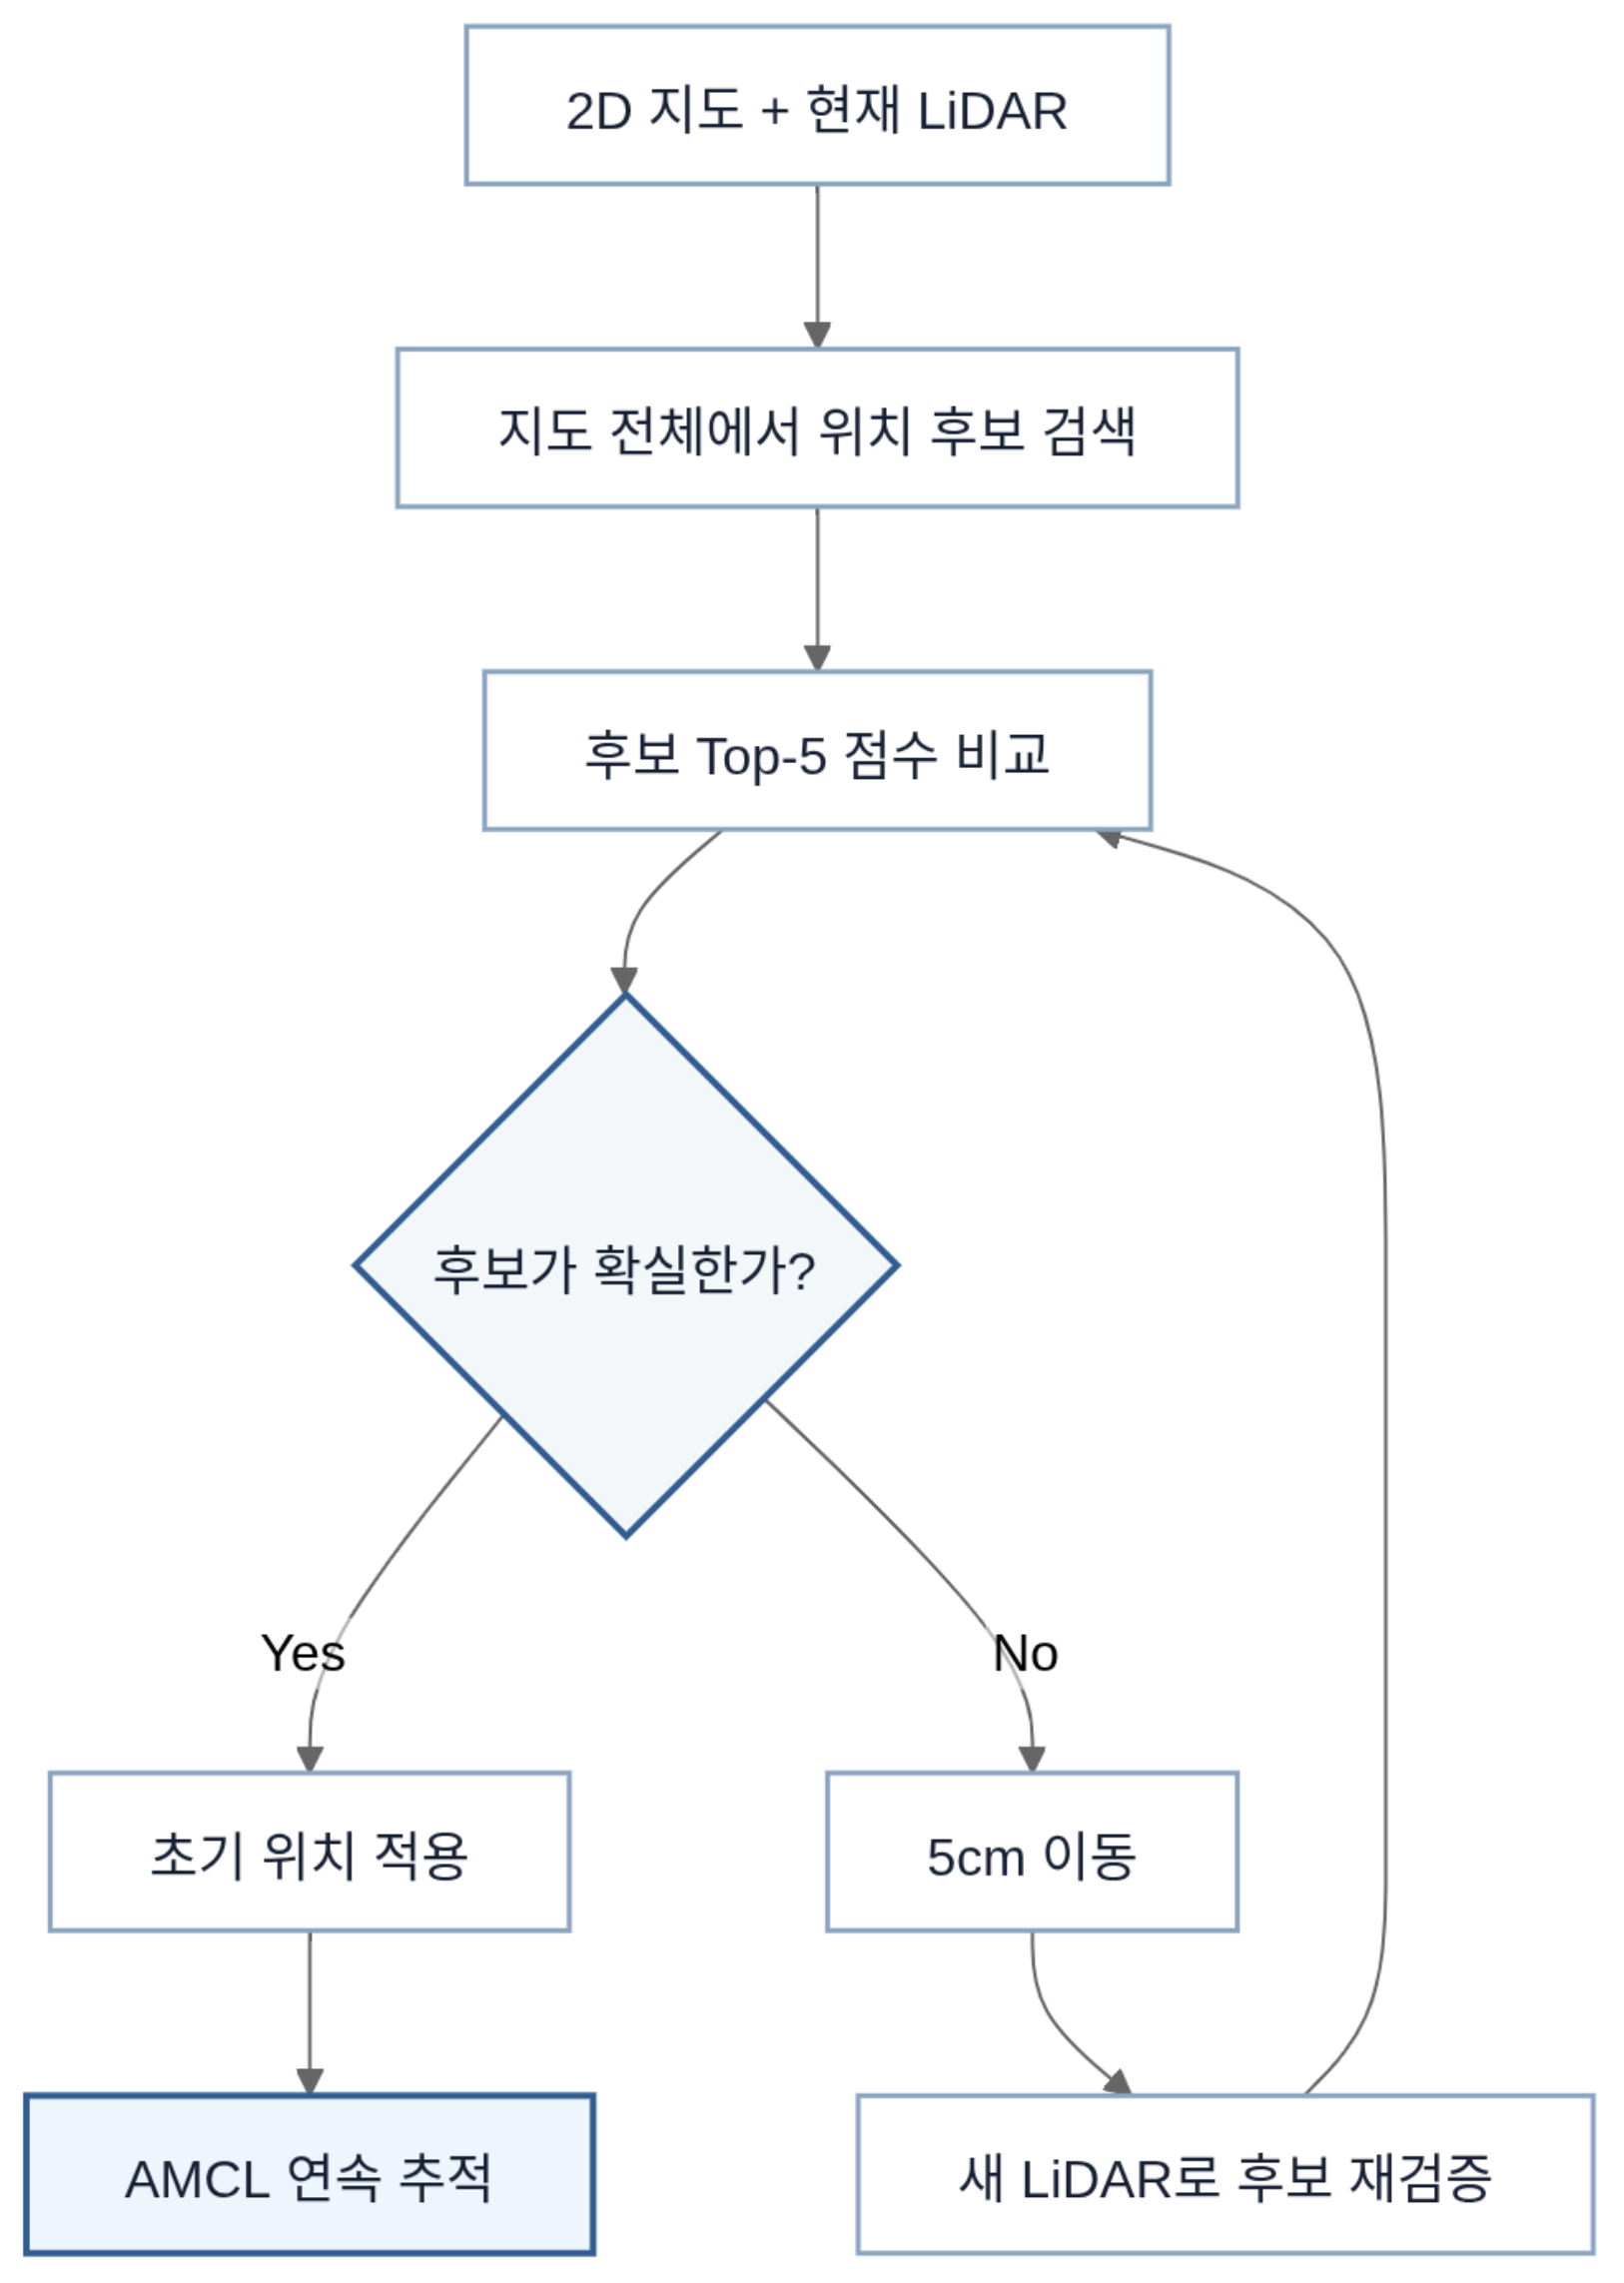 2D 지도 + 현재 LiDAR
지도 전체에서 위치 후보 검색
후보 Top-5 점수 비교
후보가 확실한가?
Yes
No
초기 위치 적용
5cm 이동
AMCL 연속 추적
새 LiDAR로 후보 재검증